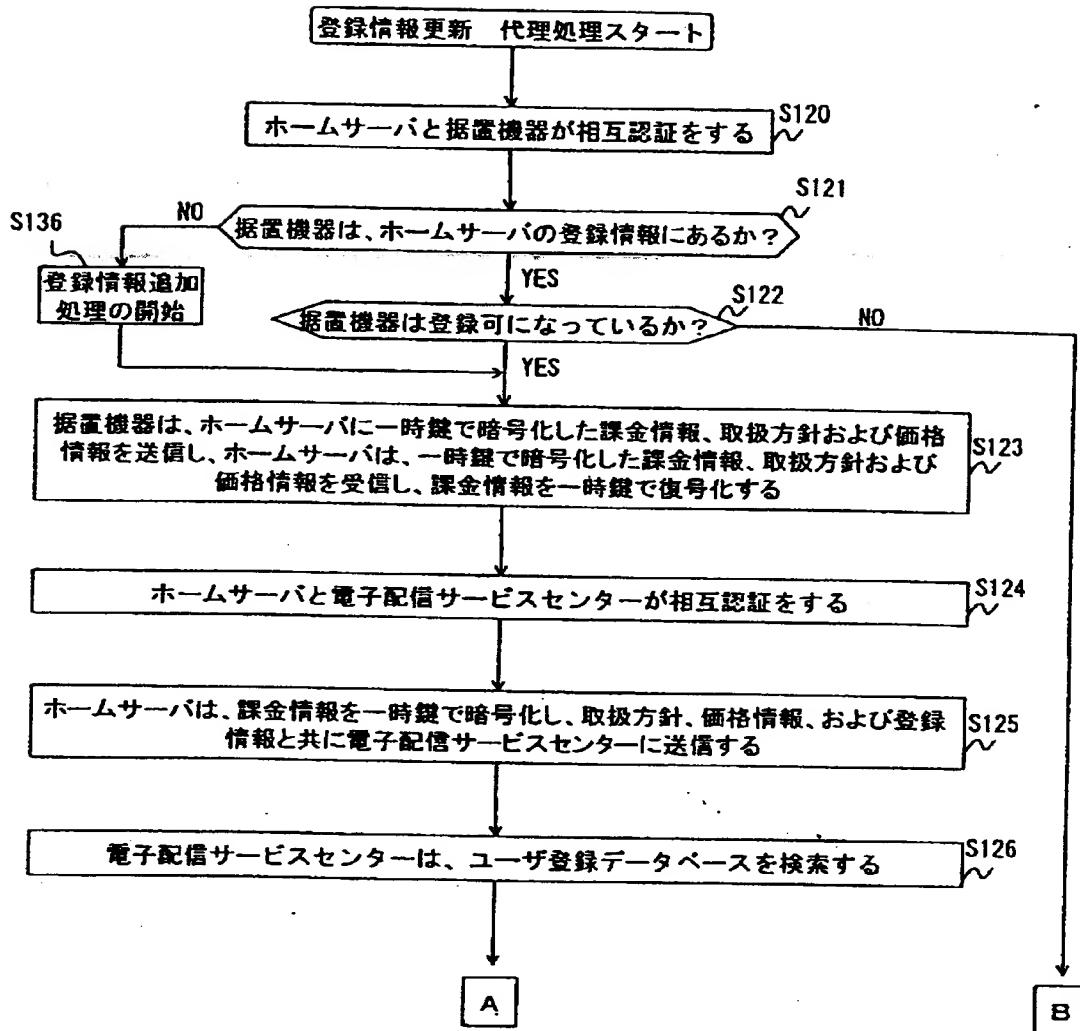 登録情報更新　代理処理スタート
S120
ホームサーバと据置機器が相互認証をする
S121
NO
S136
据置機器は、ホームサーバの登録情報にあるか？
登録情報追加
処理の開始
YES
S122
据置機器は登録可になっているか？
NO
YES
据置機器は、ホームサーバに一時鍵で暗号化した課金情報、取扱方針および価格
情報を送信し、ホームサーバは、一時鍵で暗号化した課金情報、取扱方針および
価格情報を受信し、課金情報を一時鍵で復号化する
S123
ホームサーバと電子配信サービスセンターが相互認証をする
S124
ホームサーバは、課金情報を一時鍵で暗号化し、取扱方針、価格情報、および登録
情報と共に電子配信サービスセンターに送信する
S125
電子配信サービスセンターは、ユーザ登録データベースを検索する
S126
A
B